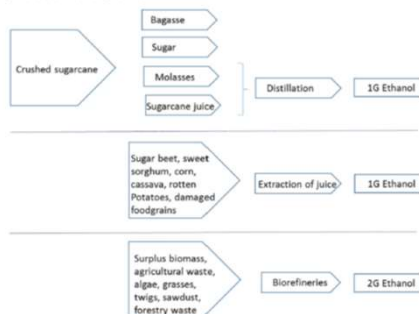 Bagasse
Sugar
Crushed sugarcane
Molasses
Sugarcane juice
Distillation
1G Ethanol
Sugar beet, sweet
sorghum, corn,
cassava, rotten
Potatoes, damaged
foodgrains
Extraction of juice
1G Ethanol
Surplus biomass,
agricultural waste,
algae, grasses,
twigs, sawdust,
forestry waste
Biorefineries
2G Ethanol